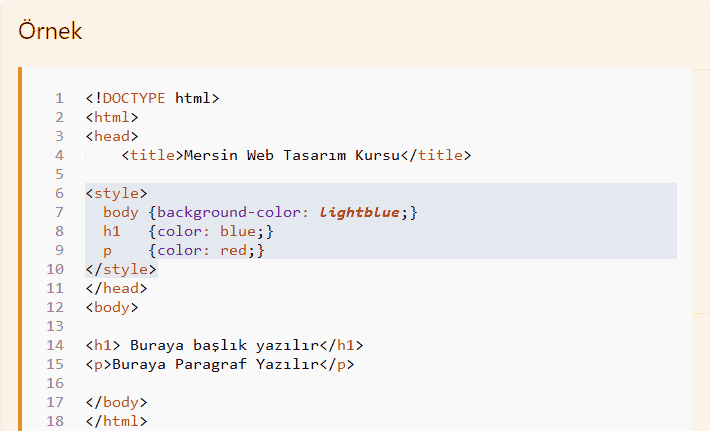 Örnek
1 <!DOCTYPE html>
2 <html>
3 <head>
4     <title>Mersin Web Tasarım Kursu</title>
5
6 <style>
7   body {background-color: lightblue;}
8   h1   {color: blue;}
9   p    {color: red;}
10 </style>
11 </head>
12 <body>
13
14 <h1> Buraya başlık yazılır</h1>
15 <p>Buraya Paragraf Yazılır</p>
16
17 </body>
18 </html>